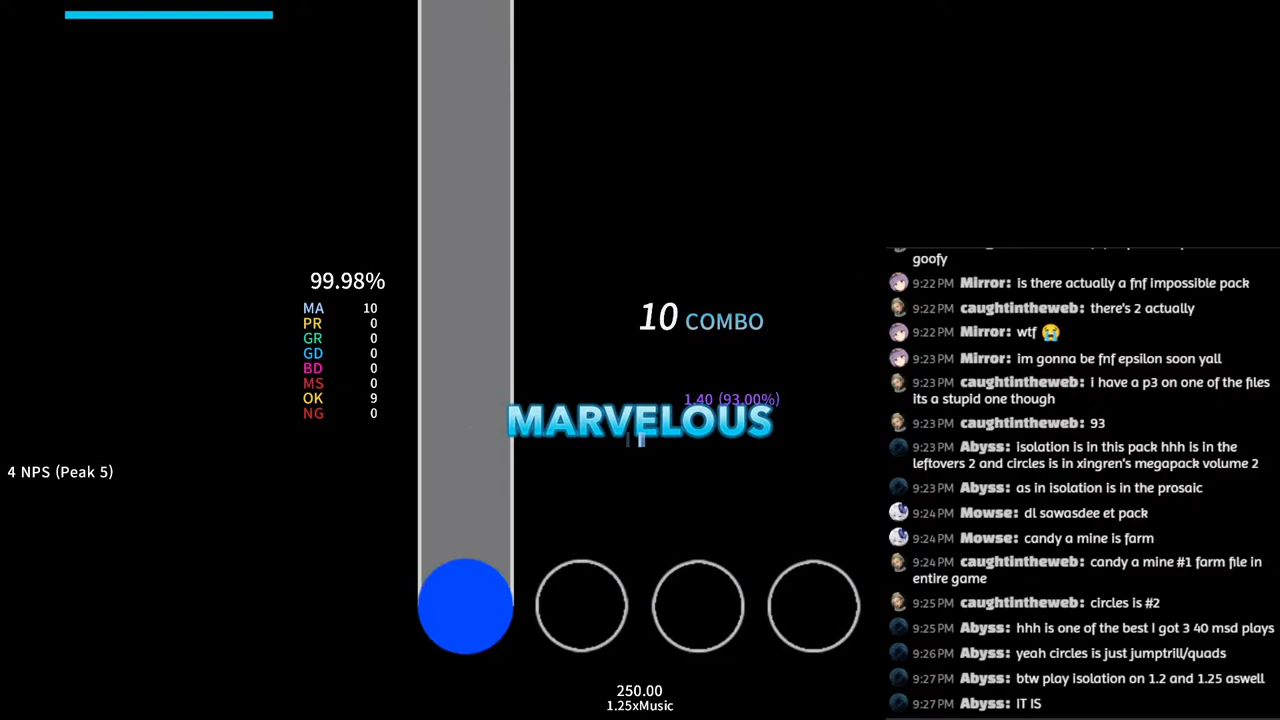 99.98%
MA 10
PR 0
GR 0
GD 0
BD 0
MS 0
OK 9
NG 0
4 NPS (Peak 5)
10 COMBO
1.40 (93.00%)
MARVELOUS
250.00
1.25xMusic
goofy
9:22 PM Mirror: is there actually a fnf impossible pack
9:22 PM caughtintheweb: there's 2 actually
9:22 PM Mirror: wtf 😭
9:23 PM Mirror: im gonna be fnf epsilon soon yall
9:23 PM caughtintheweb: i have a p3 on one of the files
its a stupid one though
9:23 PM caughtintheweb: 93
9:23 PM Abyss: isolation is in this pack hhh is in the
leftovers 2 and circles is in xingren's megapack volume 2
9:23 PM Abyss: as in isolation is in the prosaic
9:24 PM Mowse: dl sawasdee et pack
9:24 PM Mowse: candy a mine is farm
9:24 PM caughtintheweb: candy a mine #1 farm file in
entire game
9:25 PM caughtintheweb: circles is #2
9:25 PM Abyss: hhh is one of the best I got 3 40 msd plays
9:26 PM Abyss: yeah circles is just jumptrill/quads
9:27 PM Abyss: btw play isolation on 1.2 and 1.25 aswell
9:27 PM Abyss: IT IS